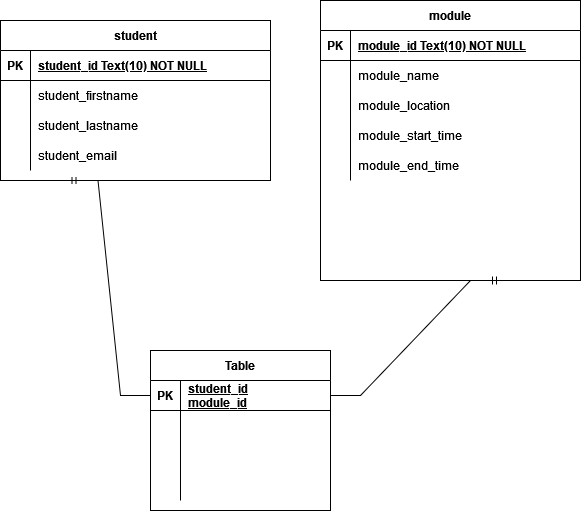 student
PK student_id Text(10) NOT NULL
student_firstname
student_lastname
student_email
module
PK module_id Text(10) NOT NULL
module_name
module_location
module_start_time
module_end_time
Table
PK student_id
module_id